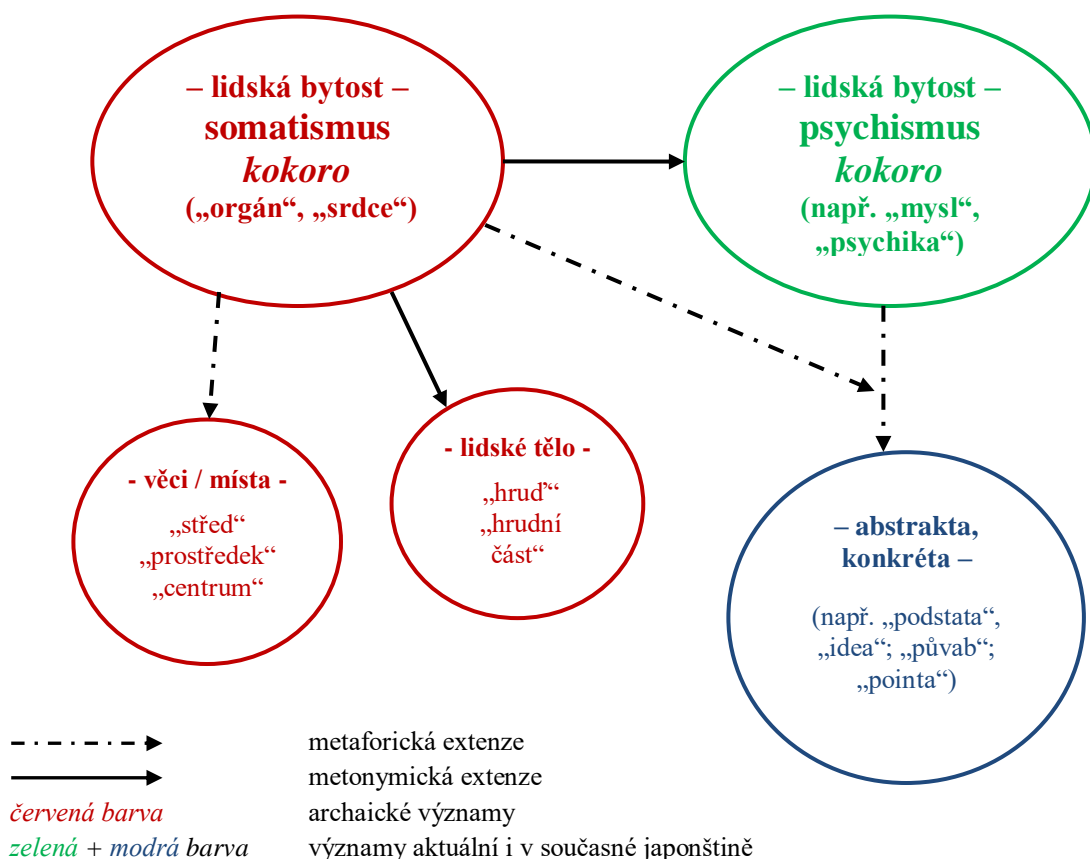 – lidská bytost –
somatismus
kokoro
(„orgán“, „srdce“)
– lidská bytost –
psychismus
kokoro
(např. „mysl“,
„psychika“)
- věci / místa -
„střed“
„prostředek“
„centrum“
- lidské tělo -
„hruď“
„hrudní
část“
– abstrakta,
konkréta –
(např. „podstata“,
„idea“; „půvab“;
„pointa“)
metaforická extenze
metonymická extenze
červená barva archaické významy
zelená + modrá barva významy aktuální i v současné japonštině